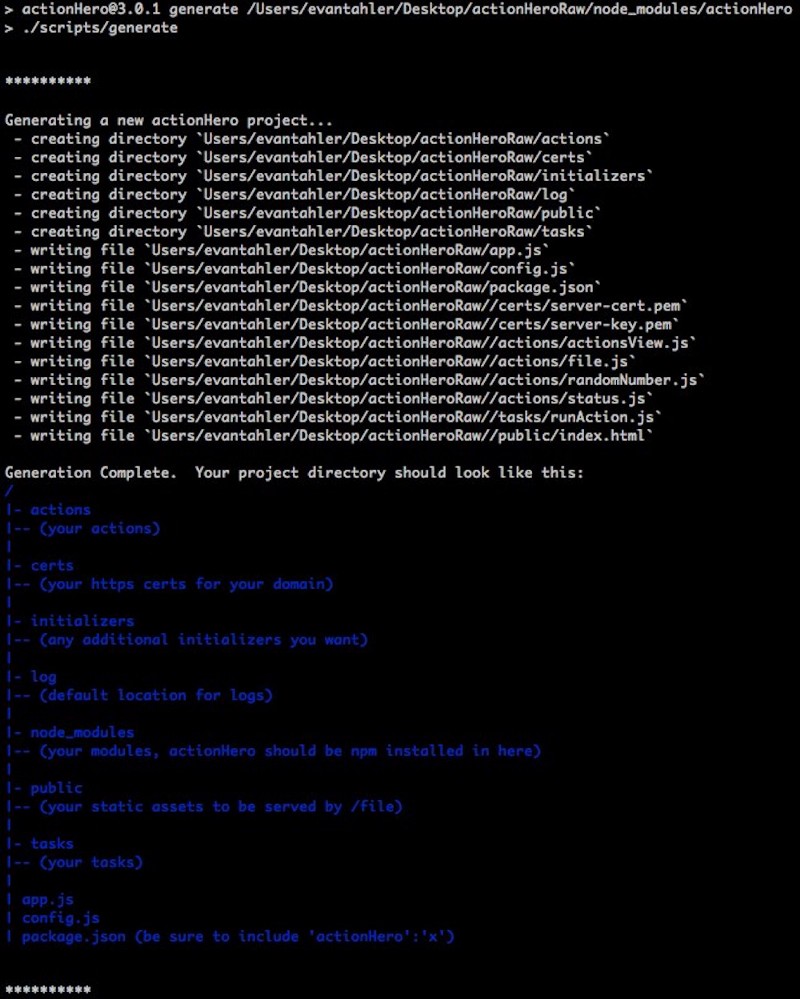 > actionHero@3.0.1 generate /Users/evantahler/Desktop/actionHeroRaw/node_modules/actionHero
> ./scripts/generate
**********
Generating a new actionHero project...
 - creating directory `Users/evantahler/Desktop/actionHeroRaw/actions`
 - creating directory `Users/evantahler/Desktop/actionHeroRaw/certs`
 - creating directory `Users/evantahler/Desktop/actionHeroRaw/initializers`
 - creating directory `Users/evantahler/Desktop/actionHeroRaw/log`
 - creating directory `Users/evantahler/Desktop/actionHeroRaw/public`
 - creating directory `Users/evantahler/Desktop/actionHeroRaw/tasks`
 - writing file `Users/evantahler/Desktop/actionHeroRaw/app.js`
 - writing file `Users/evantahler/Desktop/actionHeroRaw/config.js`
 - writing file `Users/evantahler/Desktop/actionHeroRaw/package.json`
 - writing file `Users/evantahler/Desktop/actionHeroRaw//certs/server-cert.pem`
 - writing file `Users/evantahler/Desktop/actionHeroRaw//certs/server-key.pem`
 - writing file `Users/evantahler/Desktop/actionHeroRaw//actions/actionsView.js`
 - writing file `Users/evantahler/Desktop/actionHeroRaw//actions/file.js`
 - writing file `Users/evantahler/Desktop/actionHeroRaw//actions/randomNumber.js`
 - writing file `Users/evantahler/Desktop/actionHeroRaw//actions/status.js`
 - writing file `Users/evantahler/Desktop/actionHeroRaw//tasks/runAction.js`
 - writing file `Users/evantahler/Desktop/actionHeroRaw//public/index.html`
Generation Complete.  Your project directory should look like this:
/
|- actions
|-- (your actions)
|
|- certs
|-- (your https certs for your domain)
|
|- initializers
|-- (any additional initializers you want)
|
|- log
|-- (default location for logs)
|
|- node_modules
|-- (your modules, actionHero should be npm installed in here)
|
|- public
|-- (your static assets to be served by /file)
|
|- tasks
|-- (your tasks)
|
| app.js
| config.js
| package.json (be sure to include 'actionHero':'x')
**********